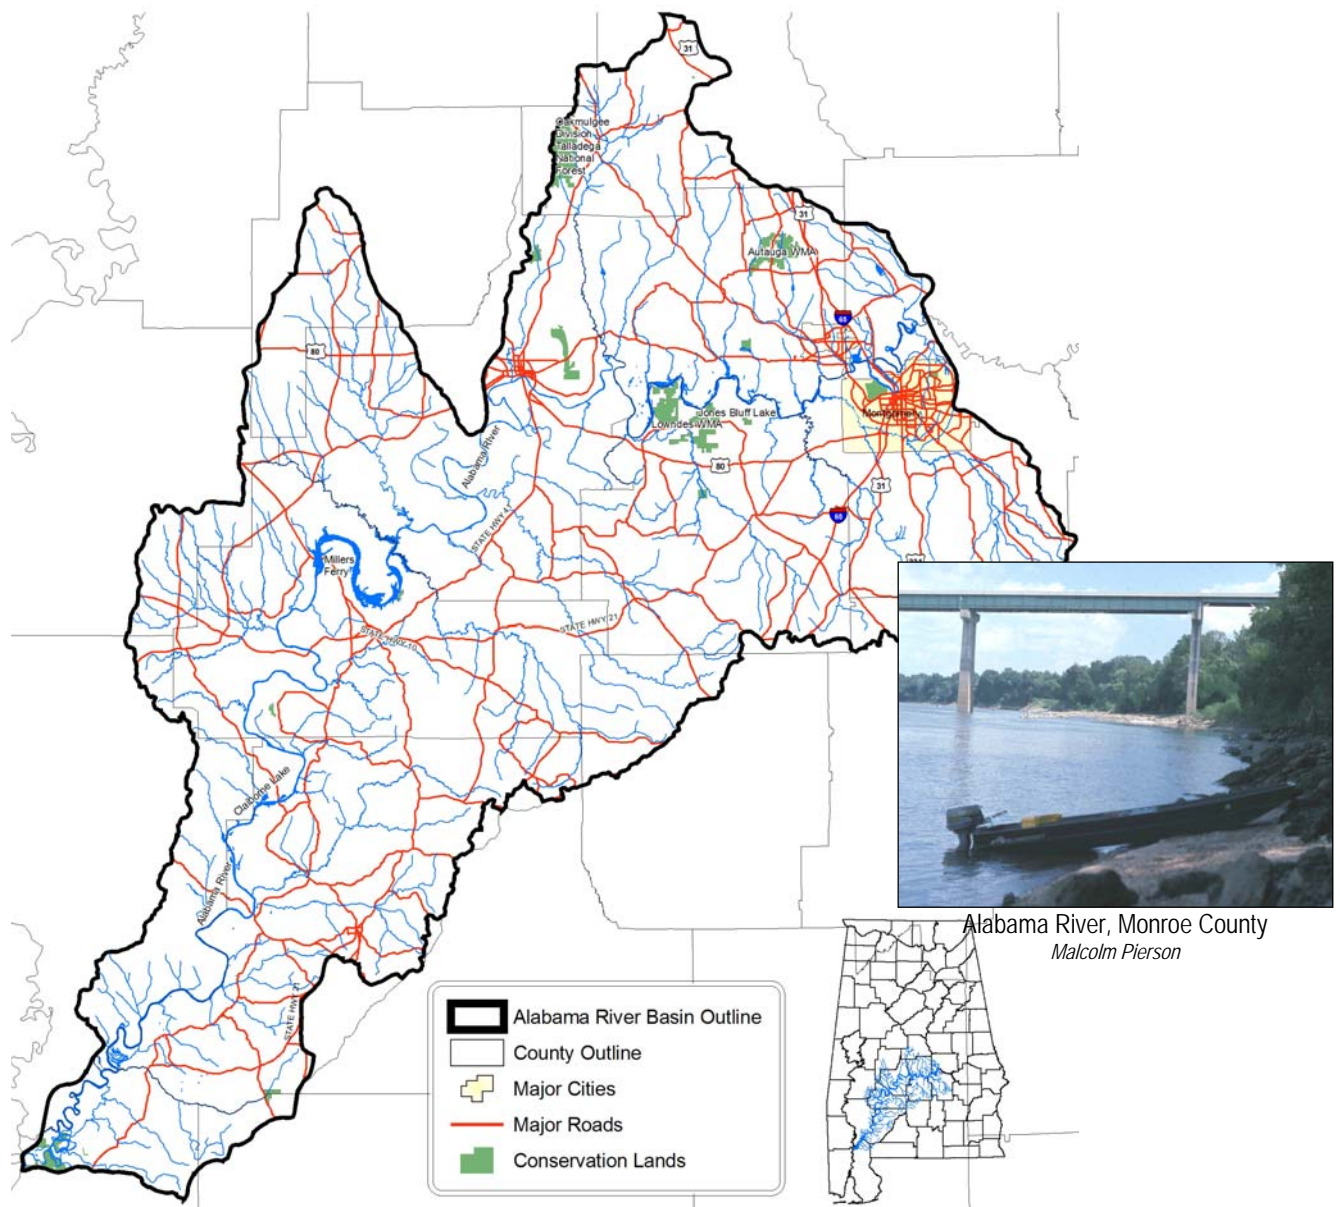 31
Oakmulgee
Division
Talladega
National
Forest
31
Autauga WMA
65
80
Montgomery
Jones Bluff Lake
Lowndes WMA
Alabama River
80
31
STATE HWY 41
65
Millers
Ferry
STATE HWY 21
STATE HWY 10
Claiborne Lake
Alabama River
Alabama River, Monroe County
Malcolm Pierson
STATE HWY 21
Alabama River Basin Outline
County Outline
Major Cities
Major Roads
Conservation Lands